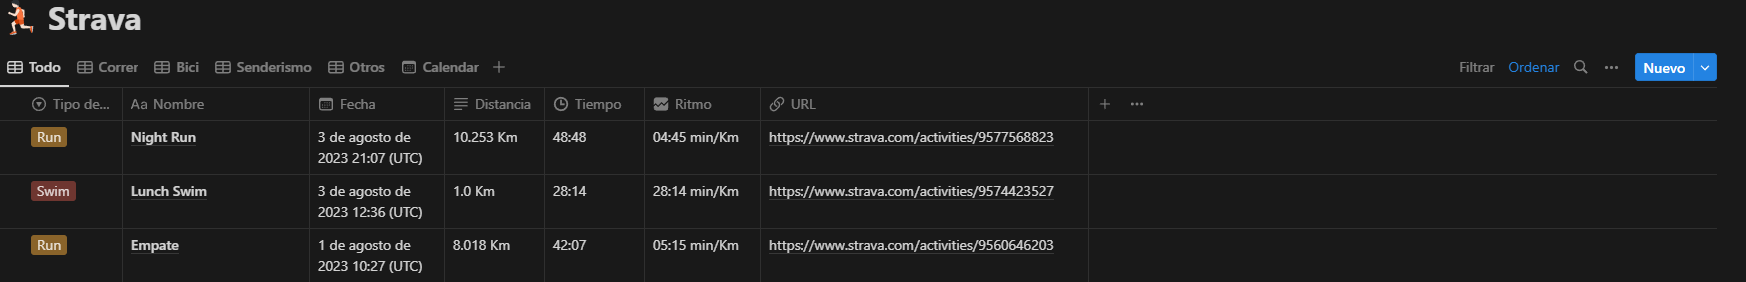 Strava
Todo Correr Bici Senderismo Otros Calendar Filtrar Ordenar Nuevo
Tipo de... Aa Nombre Fecha Distancia Tiempo Ritmo URL
Run Night Run 3 de agosto de 10.253 Km 48:48 04:45 min/Km https://www.strava.com/activities/9577568823
2023 21:07 (UTC)
Swim Lunch Swim 3 de agosto de 1.0 Km 28:14 28:14 min/Km https://www.strava.com/activities/9574423527
2023 12:36 (UTC)
Run Empate 1 de agosto de 8.018 Km 42:07 05:15 min/Km https://www.strava.com/activities/9560646203
2023 10:27 (UTC)